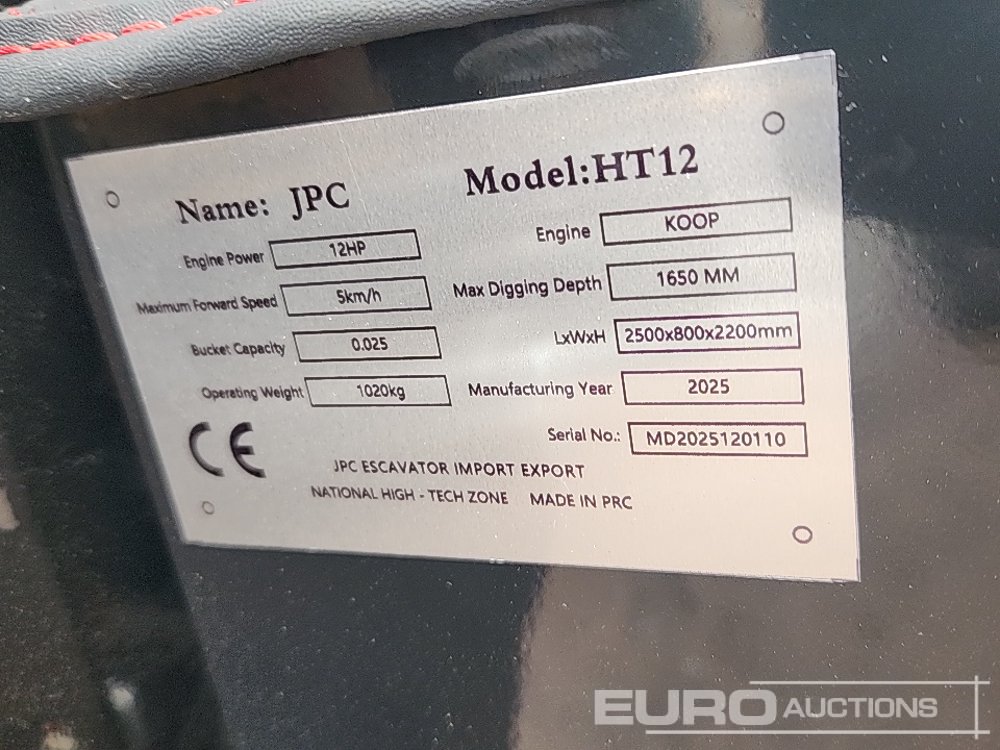 Name: JPC Model:HT12
Engine Power 12HP Engine KOOP
Maximum Forward Speed 5km/h Max Digging Depth 1650 MM
Bucket Capacity 0.025 LxWxH 2500x800x2200mm
Operating Weight 1020kg Manufacturing Year 2025
Serial No.: MD2025120110
CE
JPC ESCAVATOR IMPORT EXPORT
NATIONAL HIGH - TECH ZONE MADE IN PRC
EURO AUCTIONS